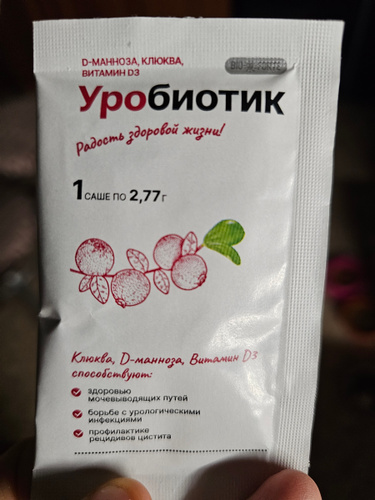 D-МАННОЗА, КЛЮКВА,
ВИТАМИН D3
Уробиотик
Радость здоровой жизни!
1 САШЕ ПО 2,77 г
Клюква, D-манноза, Витамин D3
способствуют:
здоровью
мочевыводящих путей
борьбе с урологическими
инфекциями
профилактике
рецидивов цистита